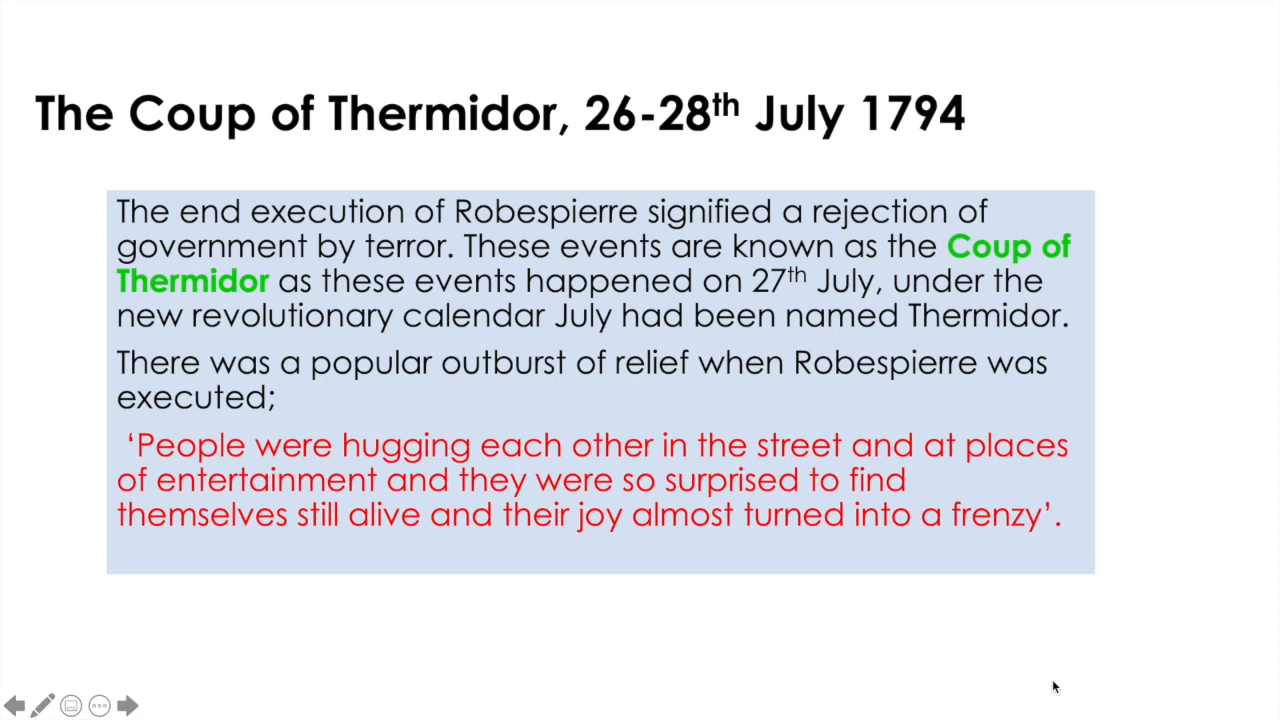 The Coup of Thermidor, 26-28th July 1794
The end execution of Robespierre signified a rejection of
government by terror. These events are known as the Coup of
Thermidor as these events happened on 27th July, under the
new revolutionary calendar July had been named Thermidor.
There was a popular outburst of relief when Robespierre was
executed;
‘People were hugging each other in the street and at places
of entertainment and they were so surprised to find
themselves still alive and their joy almost turned into a frenzy’.